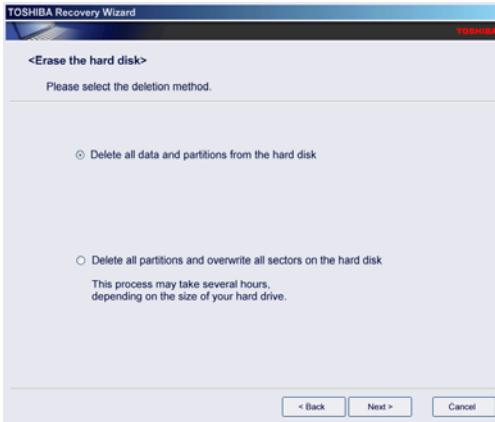 TOSHIBA Recovery Wizard
TOSHIBA
<Erase the hard disk>
Please select the deletion method.
Delete all data and partitions from the hard disk
Delete all partitions and overwrite all sectors on the hard disk
This process may take several hours,
depending on the size of your hard drive.
< Back Next > Cancel